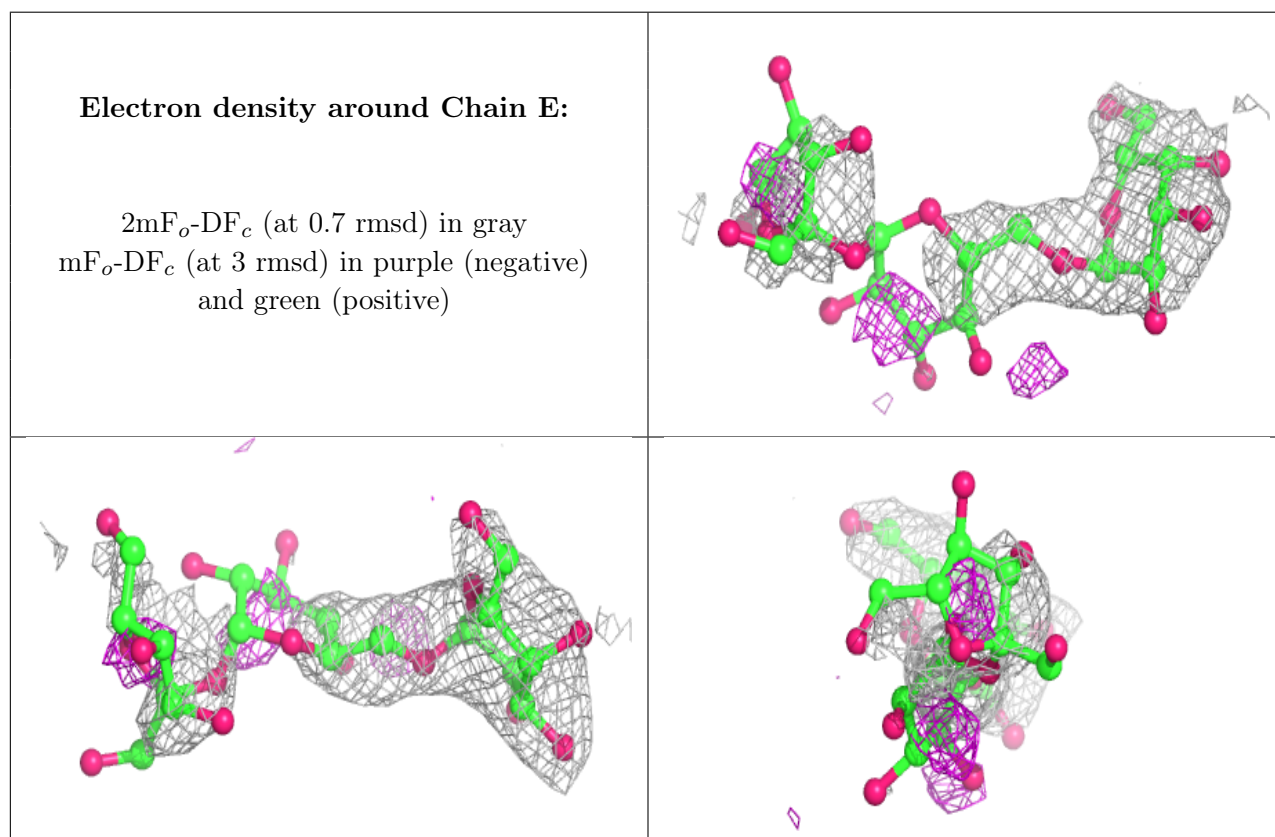 Electron density around Chain E:
2mFₒ-DF𝒸 (at 0.7 rmsd) in gray
mFₒ-DF𝒸 (at 3 rmsd) in purple (negative)
and green (positive)